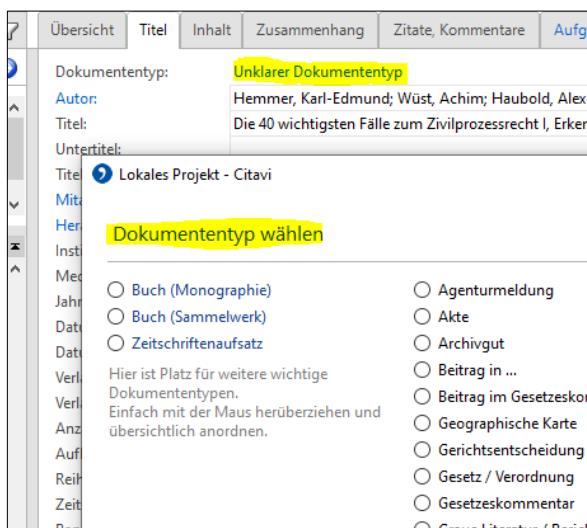 Übersicht Titel Inhalt Zusammenhang Zitate, Kommentare
Dokumententyp: Unklarer Dokumententyp
Autor: Hemmer, Karl-Edmund; Wüst, Achim; Haubold, Alex
Titel: Die 40 wichtigsten Fälle zum Zivilprozessrecht I,
Untertitel:
Lokales Projekt - Citavi
Dokumententyp wählen
Buch (Monographie)
Buch (Sammelwerk)
Zeitschriftenaufsatz
Hier ist Platz für weitere wichtige
Dokumententypen.
Einfach mit der Maus herüberziehen und
übersichtlich anordnen.
Agenturmeldung
Akte
Archivgut
Beitrag in ...
Beitrag im
Geographische Karte
Gerichtsentscheidung
Gesetz / Verordnung
Gesetzeskommentar